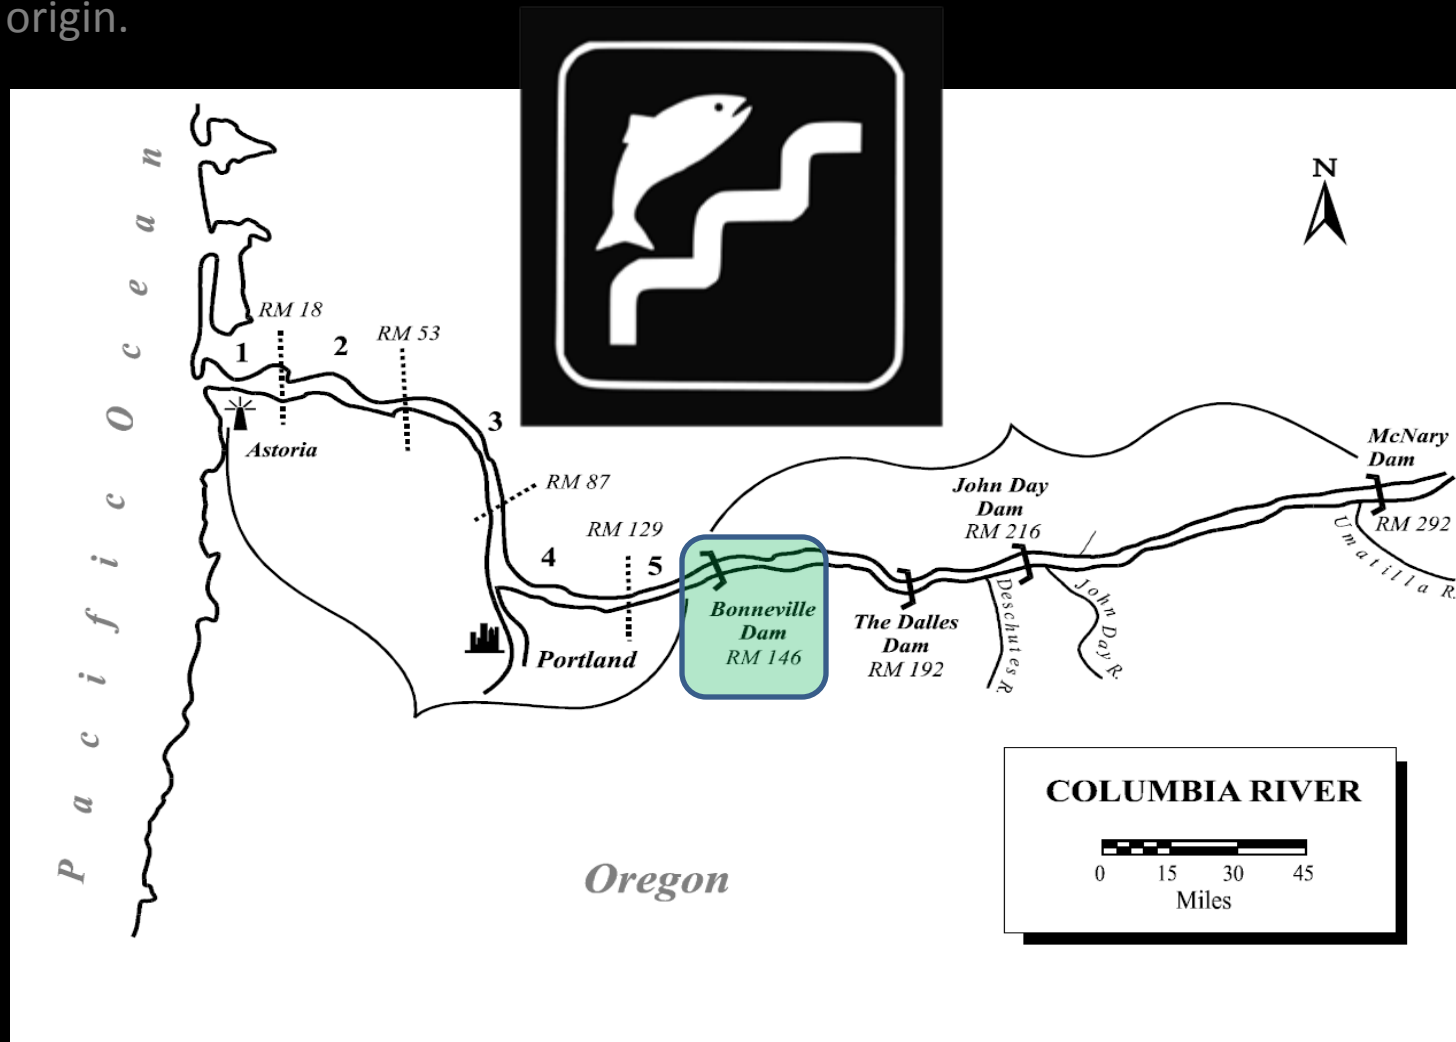 origin.
N
Pacific Ocean
RM 18
RM 53
1
2
3
Astoria
McNary
Dam
RM 292
RM 87
John Day
Dam
RM 216
RM 129
4
5
Umatilla R.
Bonneville
Dam
RM 146
The Dalles
Dam
RM 192
Deschutes R.
John Day R.
Portland
COLUMBIA RIVER
0 15 30 45
Miles
Oregon